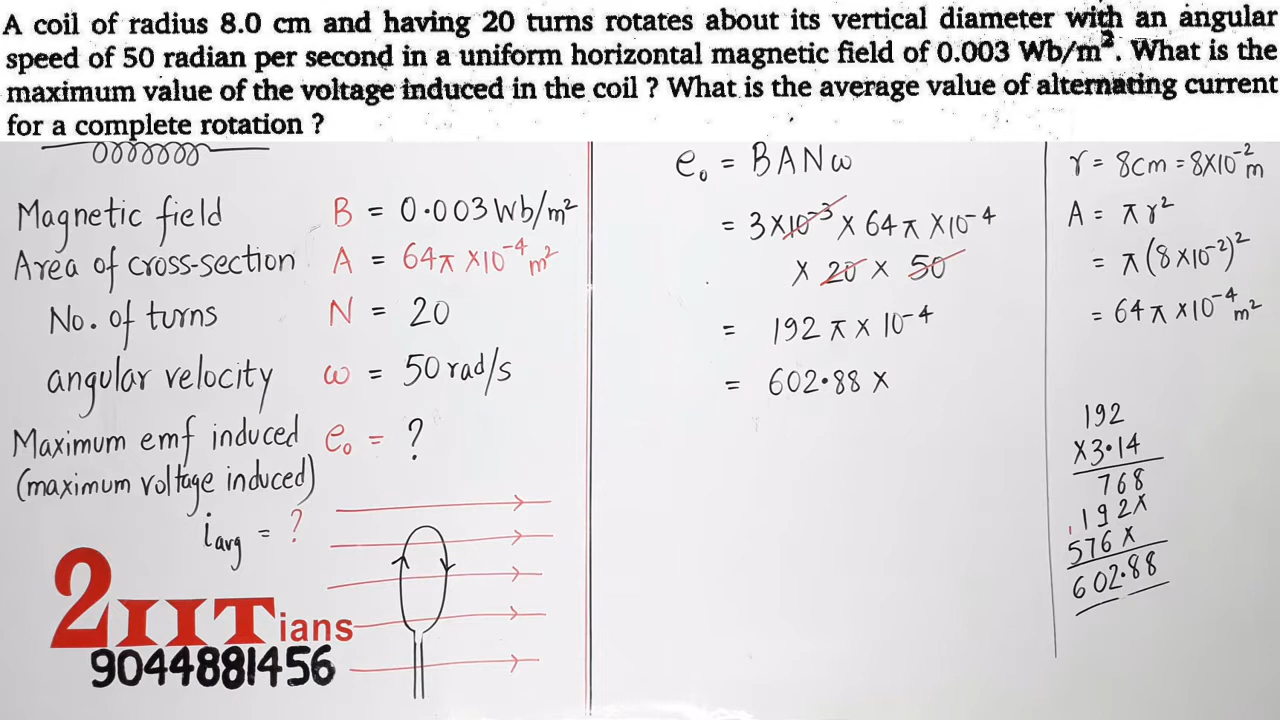 A coil of radius 8.0 cm and having 20 turns rotates about its vertical diameter with an angular
speed of 50 radian per second in a uniform horizontal magnetic field of 0.003 Wb/m². What is the
maximum value of the voltage induced in the coil ? What is the average value of alternating current
for a complete rotation ?
Magnetic field B = 0.003 Wb/m²
Area of cross-section A = 64π ×10⁻⁴ m²
No. of turns N = 20
angular velocity ω = 50 rad/s
Maximum emf induced e₀ = ?
(maximum voltage induced)
i_avg = ?
2IITians
9044881456
e₀ = BANω
= 3×10⁻³ × 64π ×10⁻⁴
× 20 × 50
= 192 π × 10⁻⁴
= 602.88 ×
r = 8cm = 8×10⁻² m
A = πr²
= π(8×10⁻²)²
= 64π ×10⁻⁴ m²
192
×3.14
768
192×
1
576×
602.88